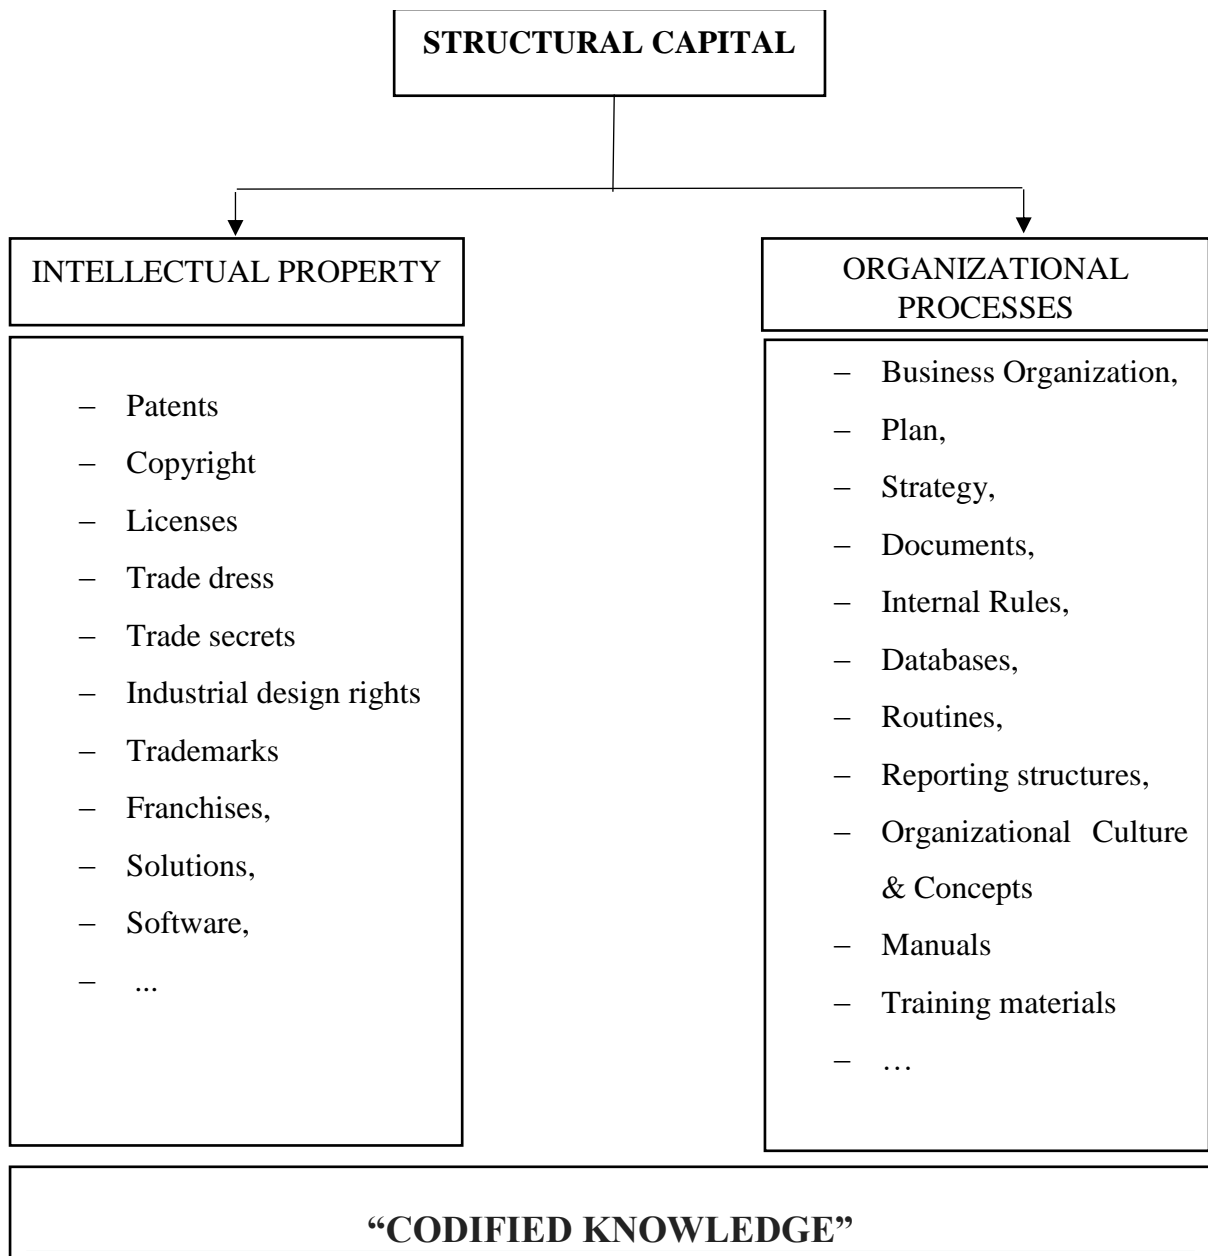 STRUCTURAL CAPITAL
INTELLECTUAL PROPERTY
– Patents
– Copyright
– Licenses
– Trade dress
– Trade secrets
– Industrial design rights
– Trademarks
– Franchises,
– Solutions,
– Software,
– ...
ORGANIZATIONAL
PROCESSES
– Business Organization,
– Plan,
– Strategy,
– Documents,
– Internal Rules,
– Databases,
– Routines,
– Reporting structures,
– Organizational Culture
& Concepts
– Manuals
– Training materials
– …
“CODIFIED KNOWLEDGE”